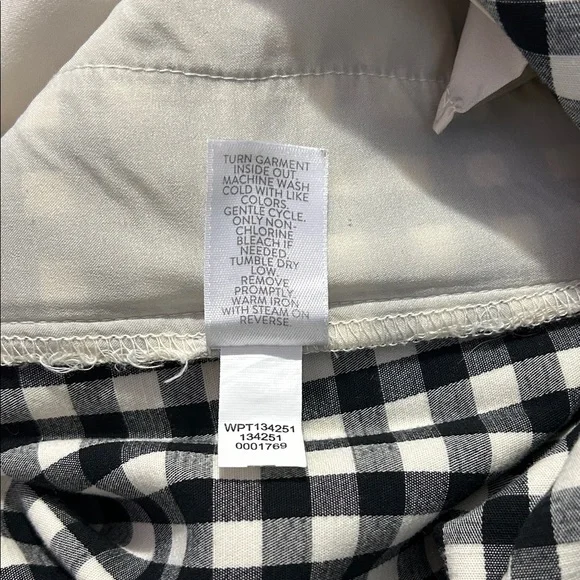 TURN GARMENT
INSIDE OUT.
MACHINE WASH
COLD WITH LIKE
COLORS.
GENTLE CYCLE.
ONLY NON-
CHLORINE
BLEACH IF
NEEDED.
TUMBLE DRY
LOW.
REMOVE
PROMPTLY.
WARM IRON
WITH STEAM ON
REVERSE.
WPT134251
134251
0001769